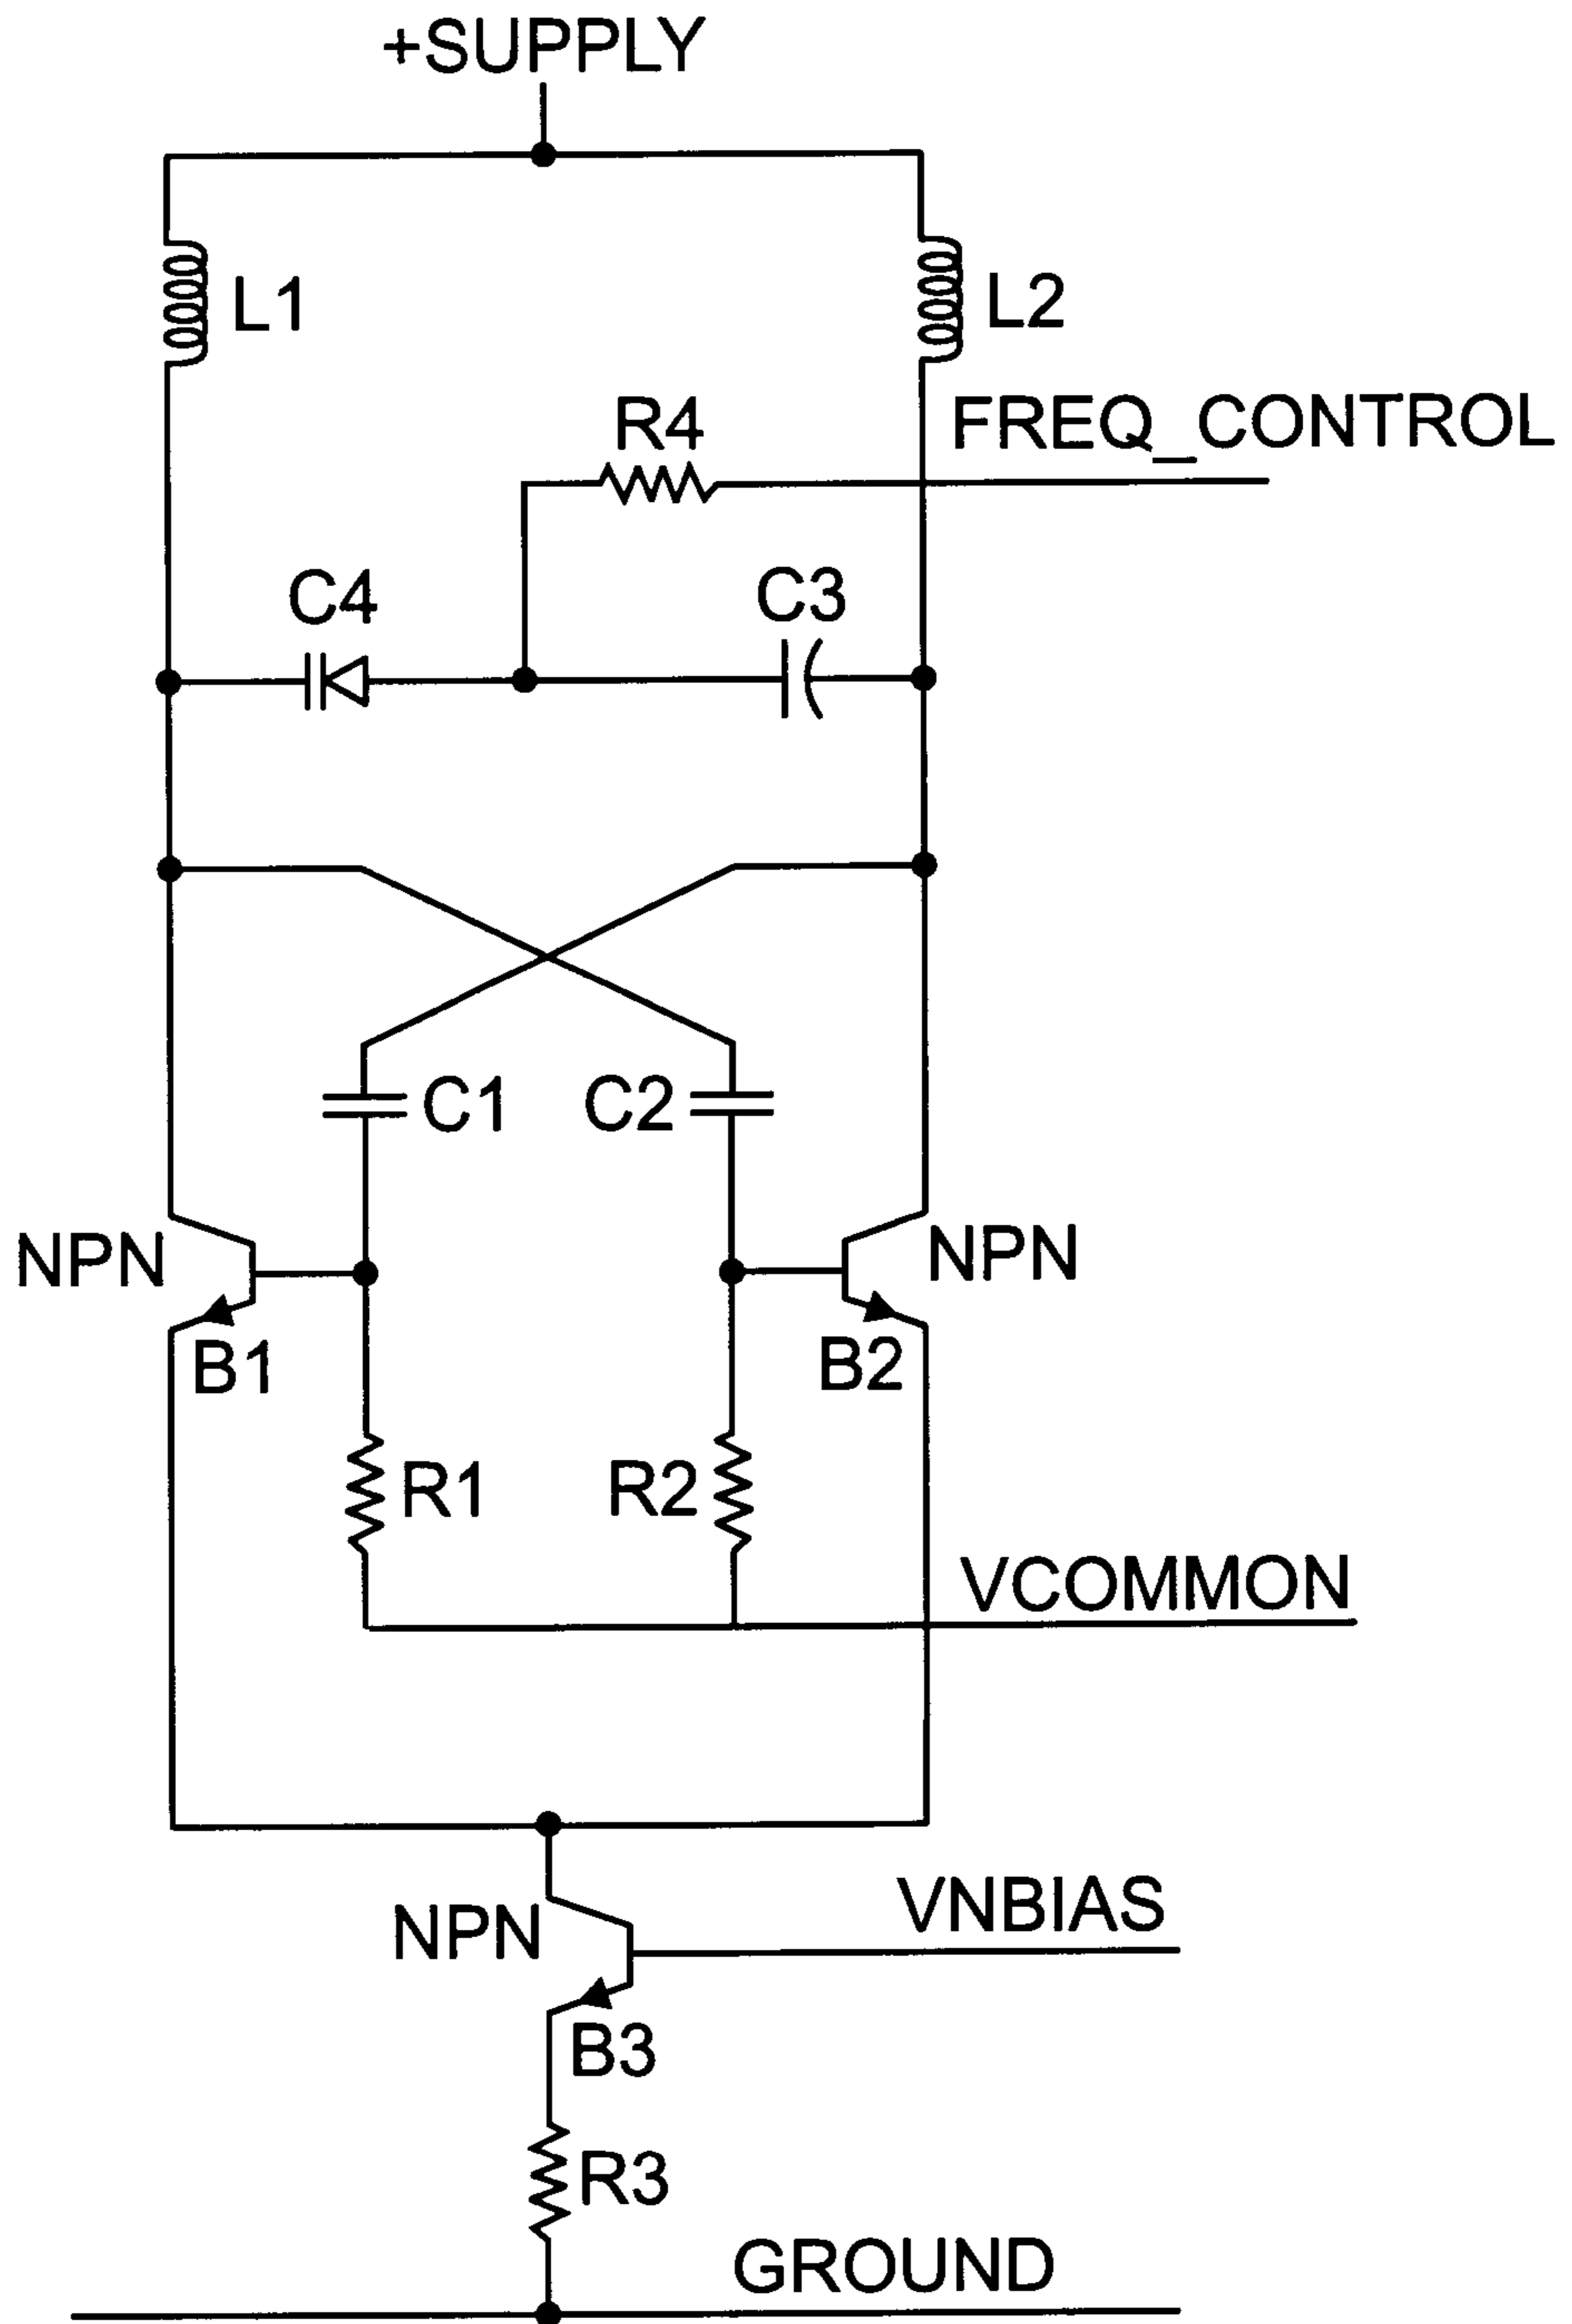 +SUPPLY
L1
L2
R4
FREQ_CONTROL
C4
C3
C1
C2
NPN
NPN
B1
B2
R1
R2
VCOMMON
NPN
VNBIAS
B3
R3
GROUND